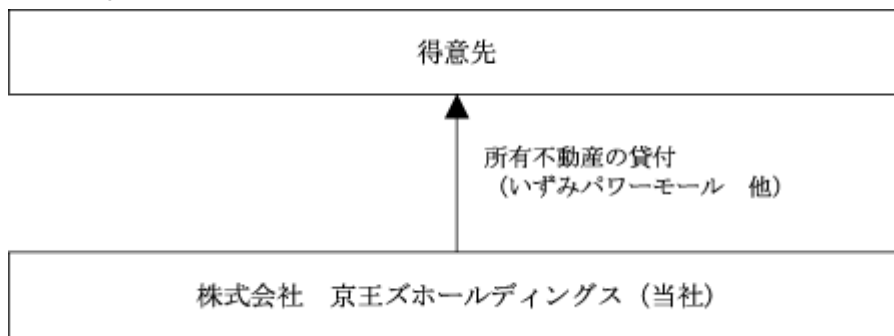 得意先
所有不動産の貸付
（いずみパワーモール　他）
株式会社　京王ズホールディングス（当社）